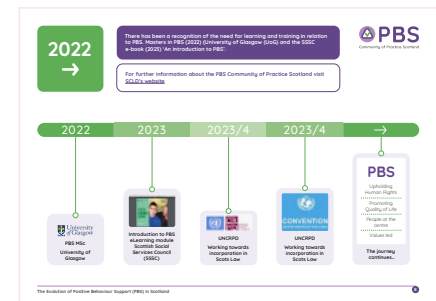 2022
→
There has been a recognition of the need for learning and training in relation
to PBS. Masters in PBS (2022) (University of Glasgow (UoG) and the SSSC
e-book (2023) 'An introduction to PBS'.
For further information about the PBS Community of Practice Scotland visit
SCLD's website
PBS
Community of Practice Scotland
2022
2023
2023/4
2023/4
→
University
of Glasgow
PBS MSc
University of
Glasgow
Introduction to PBS
eLearning module
Scottish Social
Services Council
(SSSC)
UNCRPD
Working towards
incorporation in
Scots Law
CONVENTION
UNCRPD
Working towards
incorporation in
Scots Law
PBS
Upholding
Human Rights
Promoting
Quality of Life
People at the
centre
Values led
The journey
continues...
The Evolution of Positive Behaviour Support (PBS) in Scotland